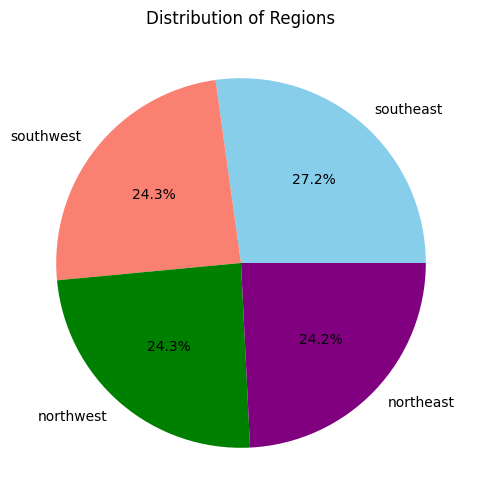 Distribution of Regions
southeast
southwest
27.2%
24.3%
24.3%
24.2%
northwest
northeast